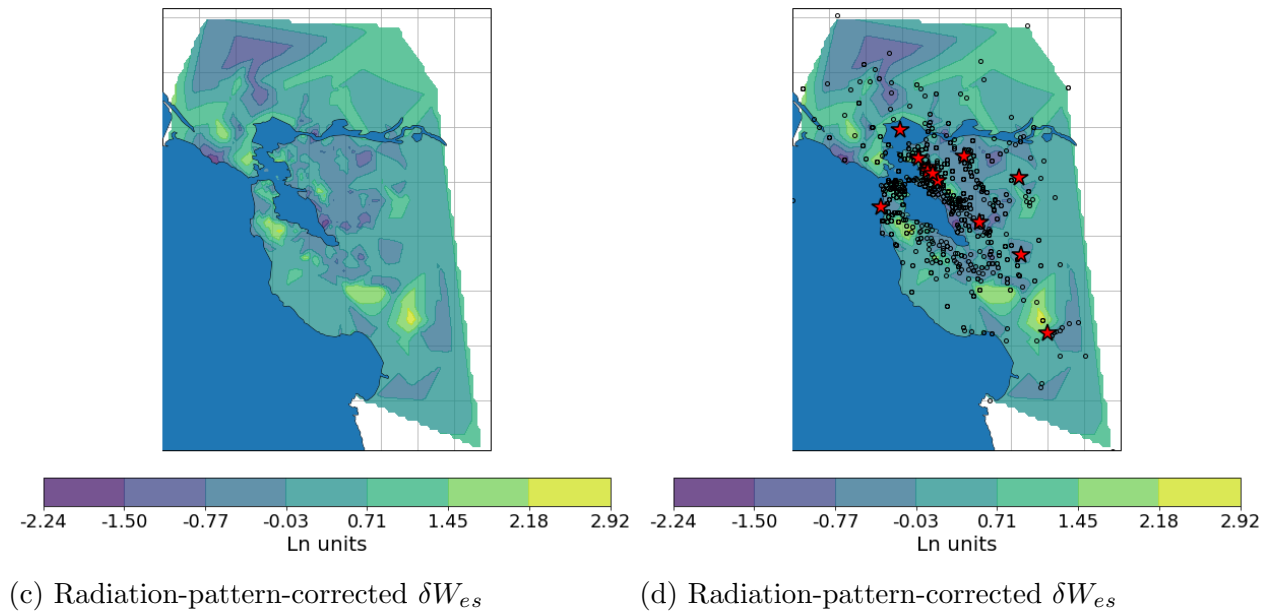 -2.24 -1.50 -0.77 -0.03 0.71 1.45 2.18 2.92
Ln units
(c) Radiation-pattern-corrected δW_es
-2.24 -1.50 -0.77 -0.03 0.71 1.45 2.18 2.92
Ln units
(d) Radiation-pattern-corrected δW_es